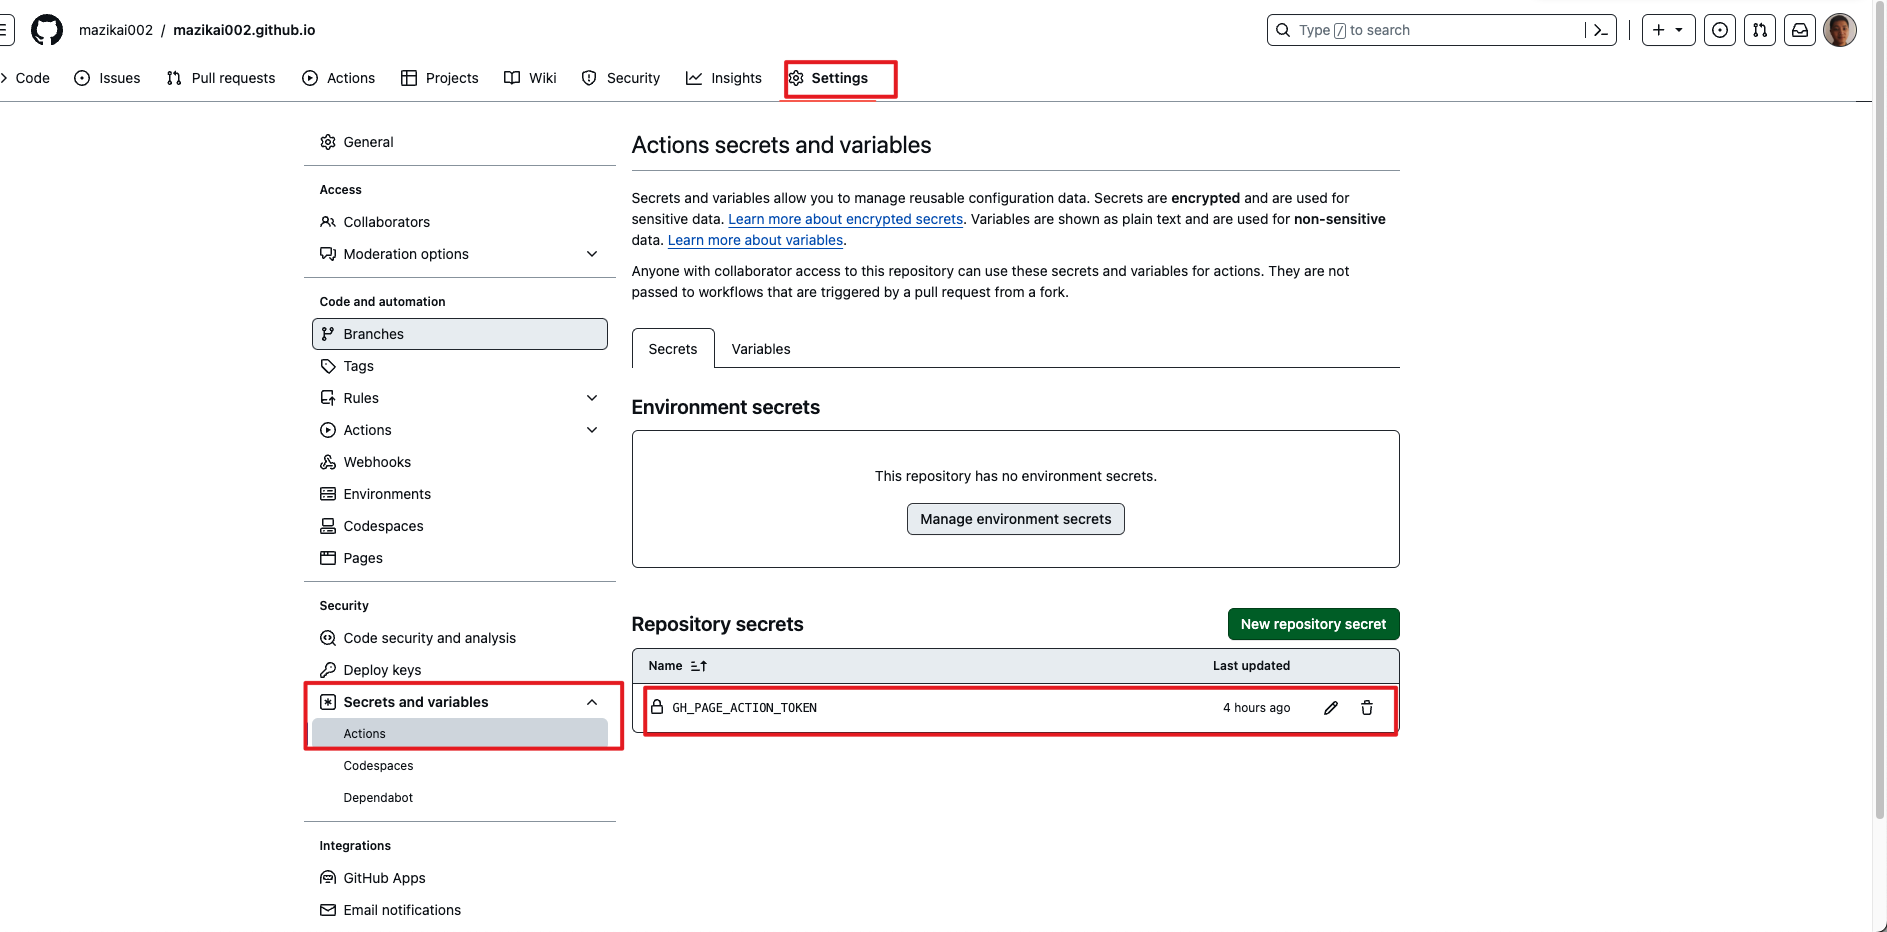 mazikai002 / mazikai002.github.io
Type / to search
Code Issues Pull requests Actions Projects Wiki Security Insights Settings
General
Access
Collaborators
Moderation options
Code and automation
Branches
Tags
Rules
Actions
Webhooks
Environments
Codespaces
Pages
Security
Code security and analysis
Deploy keys
Secrets and variables
Actions
Codespaces
Dependabot
Integrations
GitHub Apps
Email notifications
Actions secrets and variables
Secrets and variables allow you to manage reusable configuration data. Secrets are encrypted and are used for
sensitive data. Learn more about encrypted secrets. Variables are shown as plain text and are used for non-sensitive
data. Learn more about variables.
Anyone with collaborator access to this repository can use these secrets and variables for actions. They are not
passed to workflows that are triggered by a pull request from a fork.
Secrets Variables
Environment secrets
This repository has no environment secrets.
Manage environment secrets
Repository secrets
New repository secret
Name Last updated
GH_PAGE_ACTION_TOKEN 4 hours ago